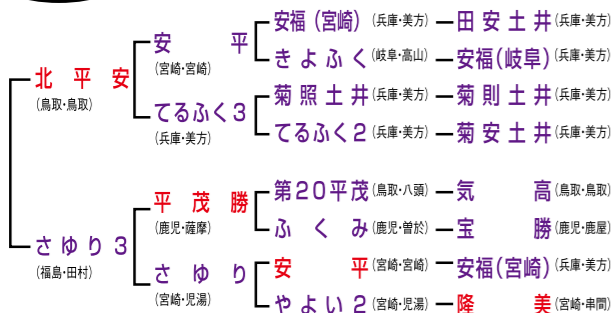 安福(宮崎)(兵庫・美方) 田安土井(兵庫・美方)
安平
(宮崎・宮崎)
きよふく(岐阜・高山) 安福(岐阜)(兵庫・美方)
北平安
(鳥取・鳥取)
菊照土井(兵庫・美方) 菊則土井(兵庫・美方)
てるふく3
(兵庫・美方)
てるふく2(兵庫・美方) 菊安土井(兵庫・美方)
第20平茂(鳥取・八頭) 気高(鳥取・鳥取)
平茂勝
(鹿児・薩摩)
ふくみ(鹿児・曽於) 宝勝(鹿児・鹿屋)
さゆり3
(福島・田村)
安平(宮崎・宮崎) 安福(宮崎)(兵庫・美方)
さゆり
(宮崎・児湯)
やよい2(宮崎・児湯) 隆美(宮崎・串間)